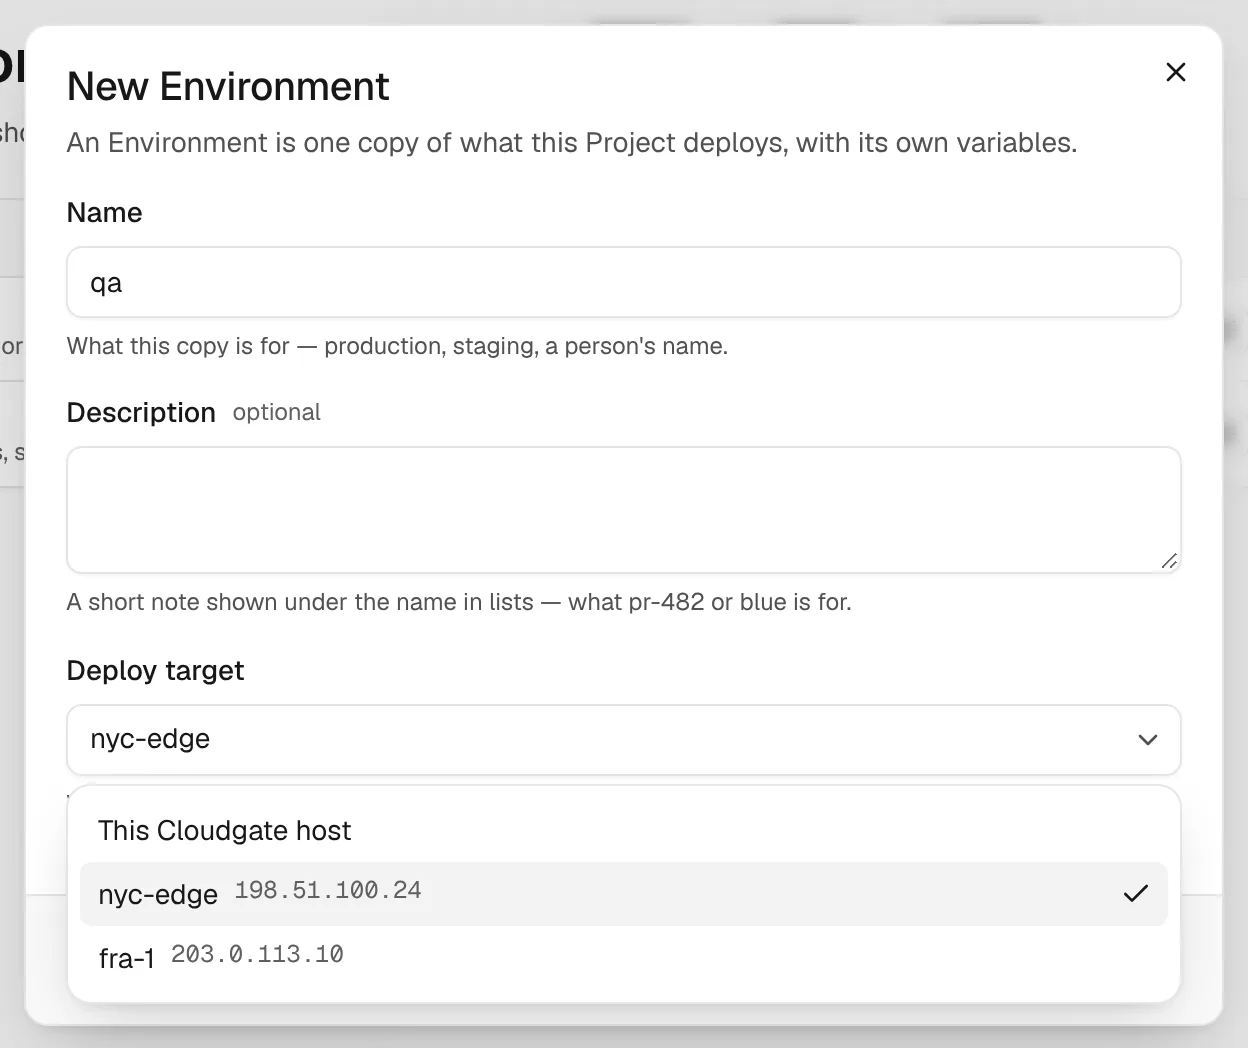 New Environment
An Environment is one copy of what this Project deploys, with its own variables.
Name
qa
What this copy is for — production, staging, a person's name.
Description optional
A short note shown under the name in lists — what pr-482 or blue is for.
Deploy target
nyc-edge
This Cloudgate host
nyc-edge 198.51.100.24
fra-1 203.0.113.10